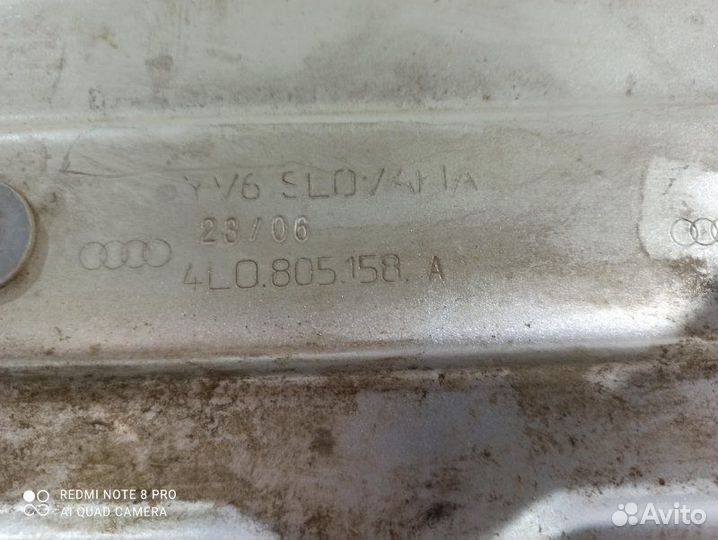 YV6 SLOVAKIA
23/06
4L0.805.158. A
REDMI NOTE 8 PRO
AI QUAD CAMERA
Avito